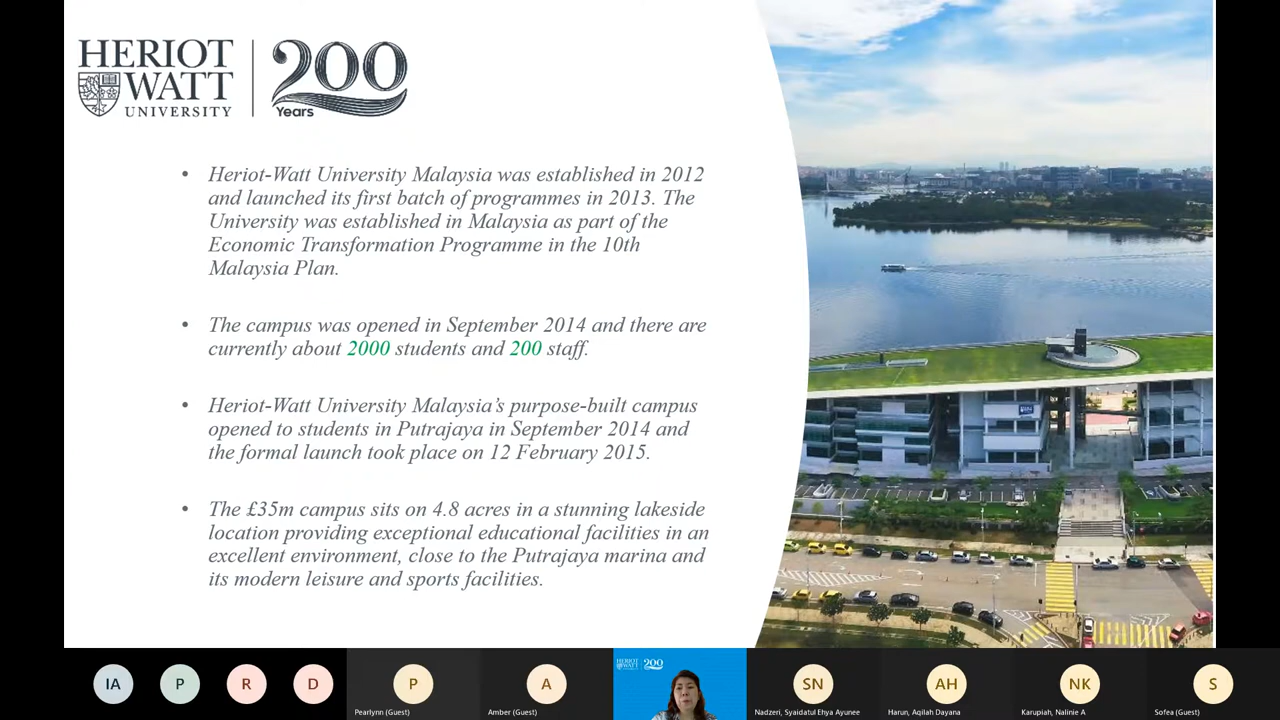 HERIOT
WATT
UNIVERSITY
200
Years
• Heriot-Watt University Malaysia was established in 2012
and launched its first batch of programmes in 2013. The
University was established in Malaysia as part of the
Economic Transformation Programme in the 10th
Malaysia Plan.
• The campus was opened in September 2014 and there are
currently about 2000 students and 200 staff.
• Heriot-Watt University Malaysia’s purpose-built campus
opened to students in Putrajaya in September 2014 and
the formal launch took place on 12 February 2015.
• The £35m campus sits on 4.8 acres in a stunning lakeside
location providing exceptional educational facilities in an
excellent environment, close to the Putrajaya marina and
its modern leisure and sports facilities.
IA
P
R
D
P
Pearlynn (Guest)
A
Amber (Guest)
HERIOT
WATT
200
SN
Nadzeri, Syaidatul Ehya Ayunee
AH
Harun, Aqilah Dayana
NK
Karupiah, Nalinie A
S
Sofea (Guest)